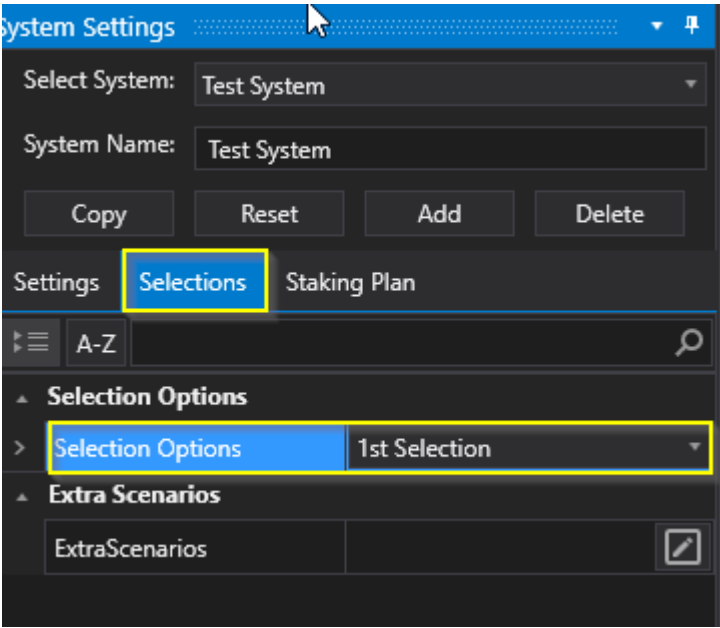 System Settings
Select System: Test System
System Name: Test System
Copy Reset Add Delete
Settings Selections Staking Plan
A-Z
Selection Options
Selection Options 1st Selection
Extra Scenarios
ExtraScenarios